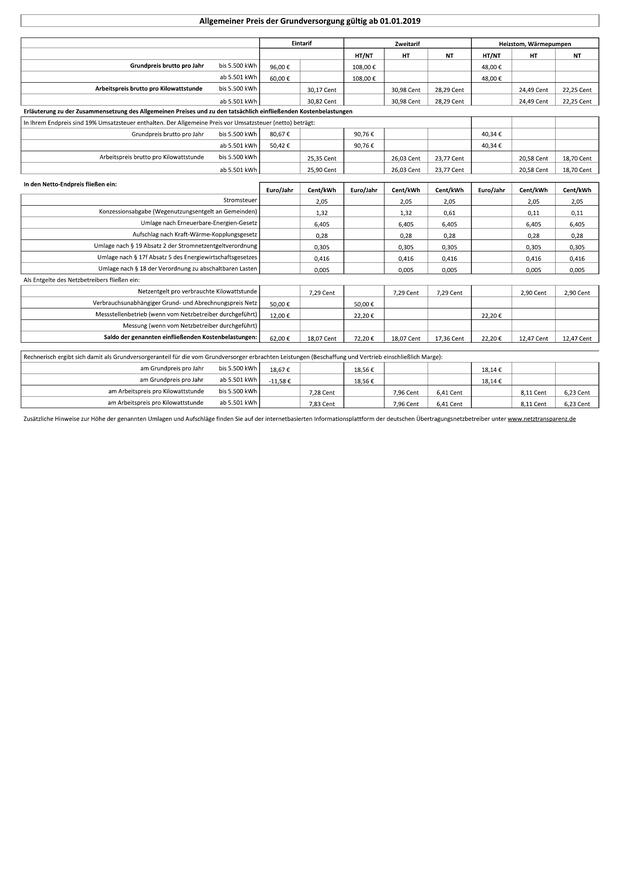 Allgemeiner Preis der Grundversorgung gültig ab 01.01.2019
Eintarif Zweitarif Heizstom, Wärmepumpen
HT/NT HT NT HT/NT HT NT
Grundpreis brutto pro Jahr bis 5.500 kWh 96,00 € 108,00 € 48,00 €
ab 5.501 kWh 60,00 € 108,00 € 48,00 €
Arbeitspreis brutto pro Kilowattstunde bis 5.500 kWh 30,17 Cent 30,98 Cent 28,29 Cent 24,49 Cent 22,25 Cent
ab 5.501 kWh 30,82 Cent 30,98 Cent 28,29 Cent 24,49 Cent 22,25 Cent
Erläuterung zu der Zusammensetzung des Allgemeinen Preises und zu den tatsächlich einfließenden Kostenbelastungen
In Ihrem Endpreis sind 19% Umsatzsteuer enthalten. Der Allgemeine Preis vor Umsatzsteuer (netto) beträgt:
Grundpreis brutto pro Jahr bis 5.500 kWh 80,67 € 90,76 € 40,34 €
ab 5.501 kWh 50,42 € 90,76 € 40,34 €
Arbeitspreis brutto pro Kilowattstunde bis 5.500 kWh 25,35 Cent 26,03 Cent 23,77 Cent 20,58 Cent 18,70 Cent
ab 5.501 kWh 25,90 Cent 26,03 Cent 23,77 Cent 20,58 Cent 18,70 Cent
In den Netto-Endpreis fließen ein: Euro/Jahr Cent/kWh Euro/Jahr Cent/kWh Cent/kWh Euro/Jahr Cent/kWh Cent/kWh
Stromsteuer 2,05 2,05 2,05 2,05 2,05
Konzessionsabgabe (Wegenutzungsentgelt an Gemeinden) 1,32 1,32 0,61 0,11 0,11
Umlage nach Erneuerbare-Energien-Gesetz 6,405 6,405 6,405 6,405 6,405
Aufschlag nach Kraft-Wärme-Kopplungsgesetz 0,28 0,28 0,28 0,28 0,28
Umlage nach § 19 Absatz 2 der Stromnetzentgeltverordnung 0,305 0,305 0,305 0,305 0,305
Umlage nach § 17f Absatz 5 des Energiewirtschaftsgesetzes 0,416 0,416 0,416 0,416 0,416
Umlage nach § 18 der Verordnung zu abschaltbaren Lasten 0,005 0,005 0,005 0,005 0,005
Als Entgelte des Netzbetreibers fließen ein:
Netzentgelt pro verbrauchte Kilowattstunde 7,29 Cent 7,29 Cent 7,29 Cent 2,90 Cent 2,90 Cent
Verbrauchsunabhängiger Grund- und Abrechnungspreis Netz 50,00 € 50,00 €
Messstellenbetrieb (wenn vom Netzbetreiber durchgeführt) 12,00 € 22,20 € 22,20 €
Messung (wenn vom Netzbetreiber durchgeführt)
Saldo der genannten einfließenden Kostenbelastungen: 62,00 € 18,07 Cent 72,20 € 18,07 Cent 17,36 Cent 22,20 € 12,47 Cent 12,47 Cent
Rechnerisch ergibt sich damit als Grundversorgeranteil für die vom Grundversorger erbrachten Leistungen (Beschaffung und Vertrieb einschließlich Marge):
am Grundpreis pro Jahr bis 5.500 kWh 18,67 € 18,56 € 18,14 €
am Grundpreis pro Jahr ab 5.501 kWh -11,58 € 18,56 € 18,14 €
am Arbeitspreis pro Kilowattstunde bis 5.500 kWh 7,28 Cent 7,96 Cent 6,41 Cent 8,11 Cent 6,23 Cent
am Arbeitspreis pro Kilowattstunde ab 5.501 kWh 7,83 Cent 7,96 Cent 6,41 Cent 8,11 Cent 6,23 Cent
Zusätzliche Hinweise zur Höhe der genannten Umlagen und Aufschläge finden Sie auf der internetbasierten Informationsplattform der deutschen Übertragungsnetzbetreiber unter www.netztransparenz.de